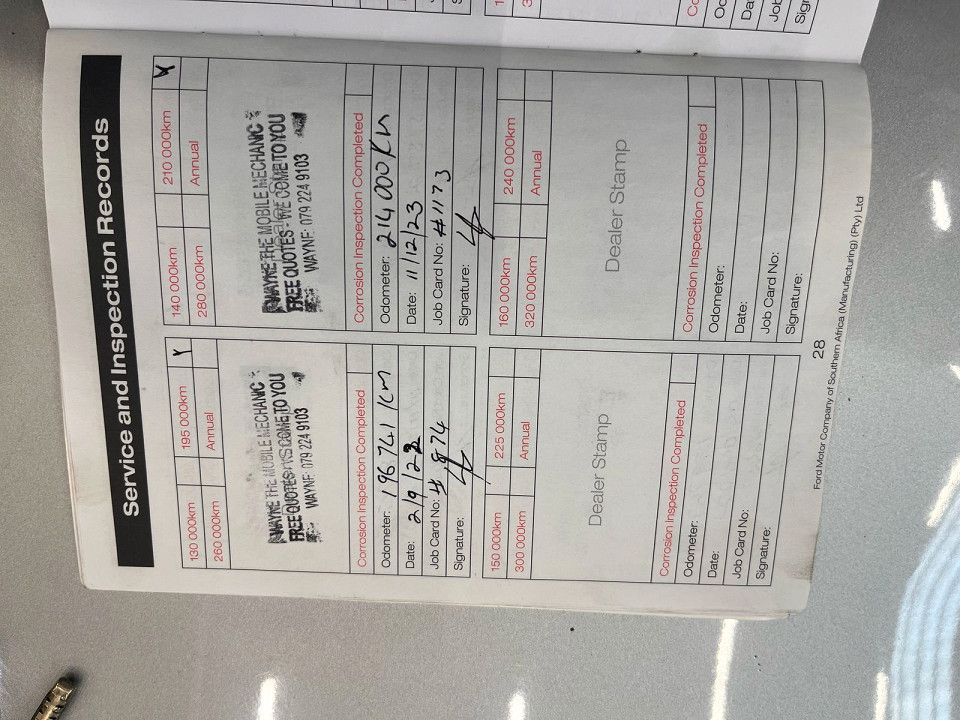 Service and Inspection Records
130 000km 195 000km Y
260 000km Annual
WAYNE THE MOBILE MECHANIC
FREE QUOTES
COME TO YOU
WAYNE: 079 224 9103
Corrosion Inspection Completed
Odometer: 196741 km
Date: 2/9/22
Job Card No: # 874
Signature:
140 000km 210 000km Y
280 000km Annual
WAYNE THE MOBILE MECHANIC
FREE QUOTES - WE COME TO YOU
WAYNE: 079 224 9103
Corrosion Inspection Completed
Odometer: 214000 Km
Date: 11/12/23
Job Card No: #1173
Signature:
150 000km 225 000km
300 000km Annual
Dealer Stamp
Corrosion Inspection Completed
Odometer:
Date:
Job Card No:
Signature:
160 000km 240 000km
320 000km Annual
Dealer Stamp
Corrosion Inspection Completed
Odometer:
Date:
Job Card No:
Signature:
28
Ford Motor Company of Southern Africa (Manufacturing) (Pty) Ltd